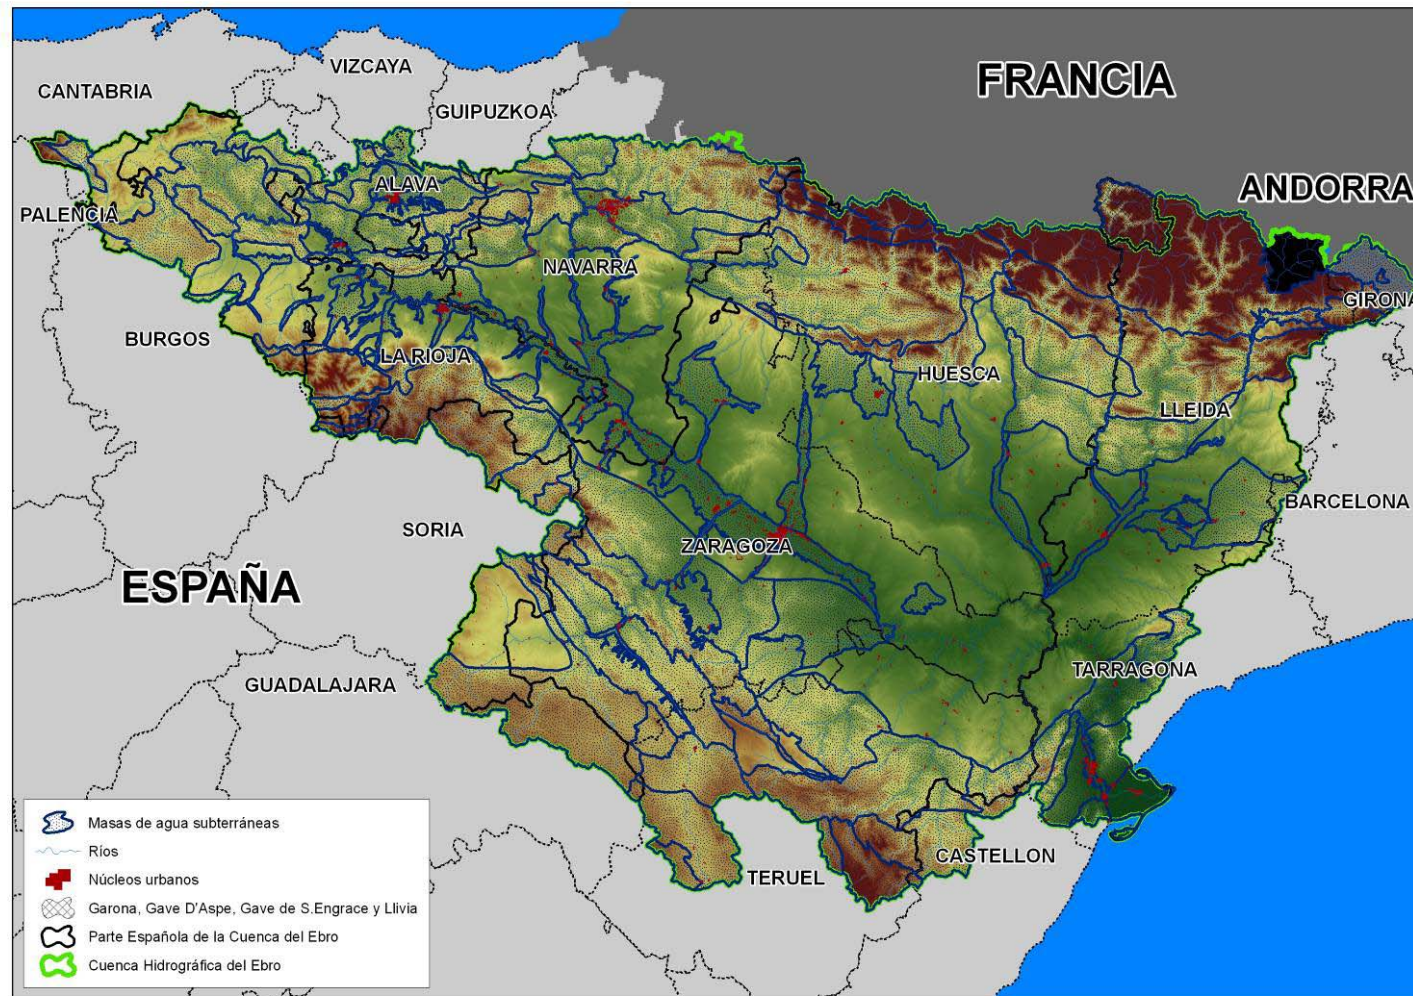 VIZCAYA
FRANCIA
CANTABRIA
GUIPUZKOA
ALAVA
ANDORRA
PALENCIA
NAVARRA
GIRONA
BURGOS
LA RIOJA
HUESCA
LLEIDA
BARCELONA
SORIA
ZARAGOZA
ESPAÑA
TARRAGONA
GUADALAJARA
CASTELLON
TERUEL
Masas de agua subterráneas
Ríos
Núcleos urbanos
Garona, Gave D'Aspe, Gave de S.Engrace y Llivia
Parte Española de la Cuenca del Ebro
Cuenca Hidrográfica del Ebro